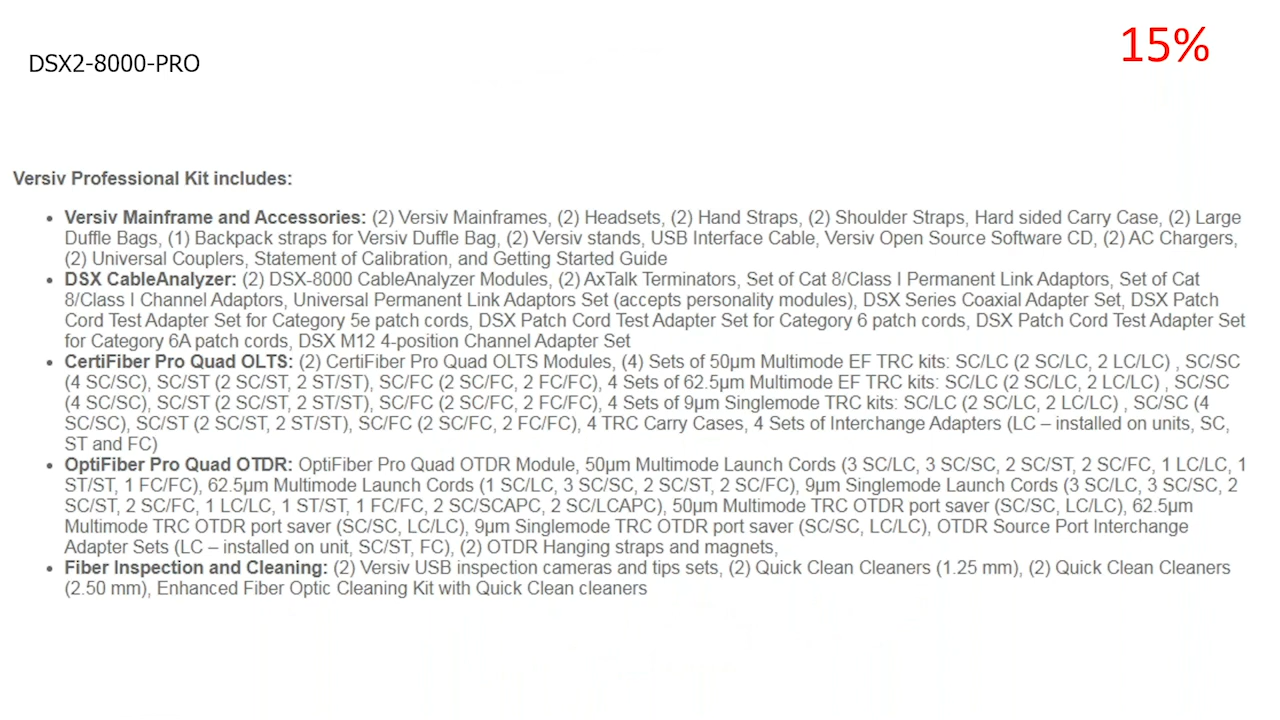 DSX2-8000-PRO
15%
Versiv Professional Kit includes:
• Versiv Mainframe and Accessories: (2) Versiv Mainframes, (2) Headsets, (2) Hand Straps, (2) Shoulder Straps, Hard sided Carry Case, (2) Large
Duffle Bags, (1) Backpack straps for Versiv Duffle Bag, (2) Versiv stands, USB Interface Cable, Versiv Open Source Software CD, (2) AC Chargers,
(2) Universal Couplers, Statement of Calibration, and Getting Started Guide
• DSX CableAnalyzer: (2) DSX-8000 CableAnalyzer Modules, (2) AxTalk Terminators, Set of Cat 8/Class I Permanent Link Adaptors, Set of Cat
8/Class I Channel Adaptors, Universal Permanent Link Adaptors Set (accepts personality modules), DSX Series Coaxial Adapter Set, DSX Patch
Cord Test Adapter Set for Category 5e patch cords, DSX Patch Cord Test Adapter Set for Category 6 patch cords, DSX Patch Cord Test Adapter Set
for Category 6A patch cords, DSX M12 4-position Channel Adapter Set
• CertiFiber Pro Quad OLTS: (2) CertiFiber Pro Quad OLTS Modules, (4) Sets of 50µm Multimode EF TRC kits: SC/LC (2 SC/LC, 2 LC/LC) , SC/SC
(4 SC/SC), SC/ST (2 SC/ST, 2 ST/ST), SC/FC (2 SC/FC, 2 FC/FC), 4 Sets of 62.5µm Multimode EF TRC kits: SC/LC (2 SC/LC, 2 LC/LC) , SC/SC
(4 SC/SC), SC/ST (2 SC/ST, 2 ST/ST), SC/FC (2 SC/FC, 2 FC/FC), 4 Sets of 9µm Singlemode TRC kits: SC/LC (2 SC/LC, 2 LC/LC) , SC/SC (4
SC/SC), SC/ST (2 SC/ST, 2 ST/ST), SC/FC (2 SC/FC, 2 FC/FC), 4 TRC Carry Cases, 4 Sets of Interchange Adapters (LC – installed on units, SC,
ST and FC)
• OptiFiber Pro Quad OTDR: OptiFiber Pro Quad OTDR Module, 50µm Multimode Launch Cords (3 SC/LC, 3 SC/SC, 2 SC/ST, 2 SC/FC, 1 LC/LC, 1
ST/ST, 1 FC/FC), 62.5µm Multimode Launch Cords (1 SC/LC, 3 SC/SC, 2 SC/ST, 2 SC/FC), 9µm Singlemode Launch Cords (3 SC/LC, 3 SC/SC, 2
SC/ST, 2 SC/FC, 1 LC/LC, 1 ST/ST, 1 FC/FC, 2 SC/SCAPC, 2 SC/LCAPC), 50µm Multimode TRC OTDR port saver (SC/SC, LC/LC), 62.5µm
Multimode TRC OTDR port saver (SC/SC, LC/LC), 9µm Singlemode TRC OTDR port saver (SC/SC, LC/LC), OTDR Source Port Interchange
Adapter Sets (LC – installed on unit, SC/ST, FC), (2) OTDR Hanging straps and magnets,
• Fiber Inspection and Cleaning: (2) Versiv USB inspection cameras and tips sets, (2) Quick Clean Cleaners (1.25 mm), (2) Quick Clean Cleaners
(2.50 mm), Enhanced Fiber Optic Cleaning Kit with Quick Clean cleaners